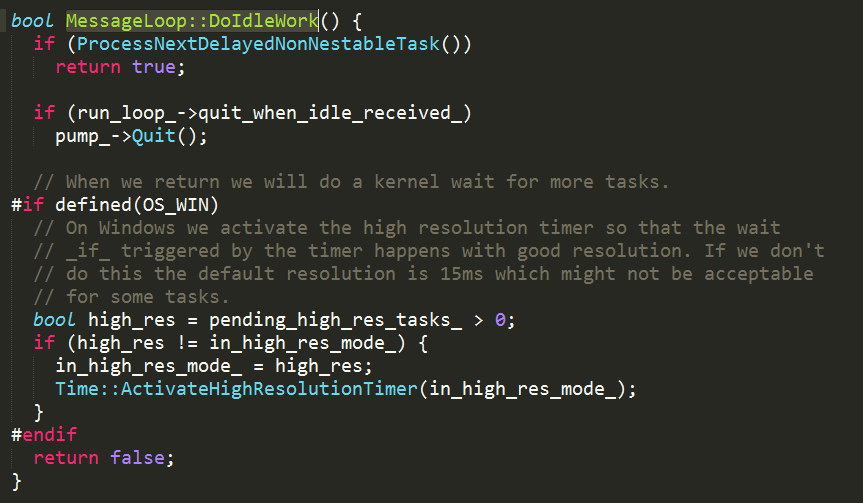 bool MessageLoop::DoIdleWork() {
  if (ProcessNextDelayedNonNestableTask())
    return true;

  if (run_loop_->quit_when_idle_received_)
    pump_->Quit();

  // When we return we will do a kernel wait for more tasks.
#if defined(OS_WIN)
  // On Windows we activate the high resolution timer so that the wait
  // _if_ triggered by the timer happens with good resolution. If we don't
  // do this the default resolution is 15ms which might not be acceptable
  // for some tasks.
  bool high_res = pending_high_res_tasks_ > 0;
  if (high_res != in_high_res_mode_) {
    in_high_res_mode_ = high_res;
    Time::ActivateHighResolutionTimer(in_high_res_mode_);
  }
#endif
  return false;
}